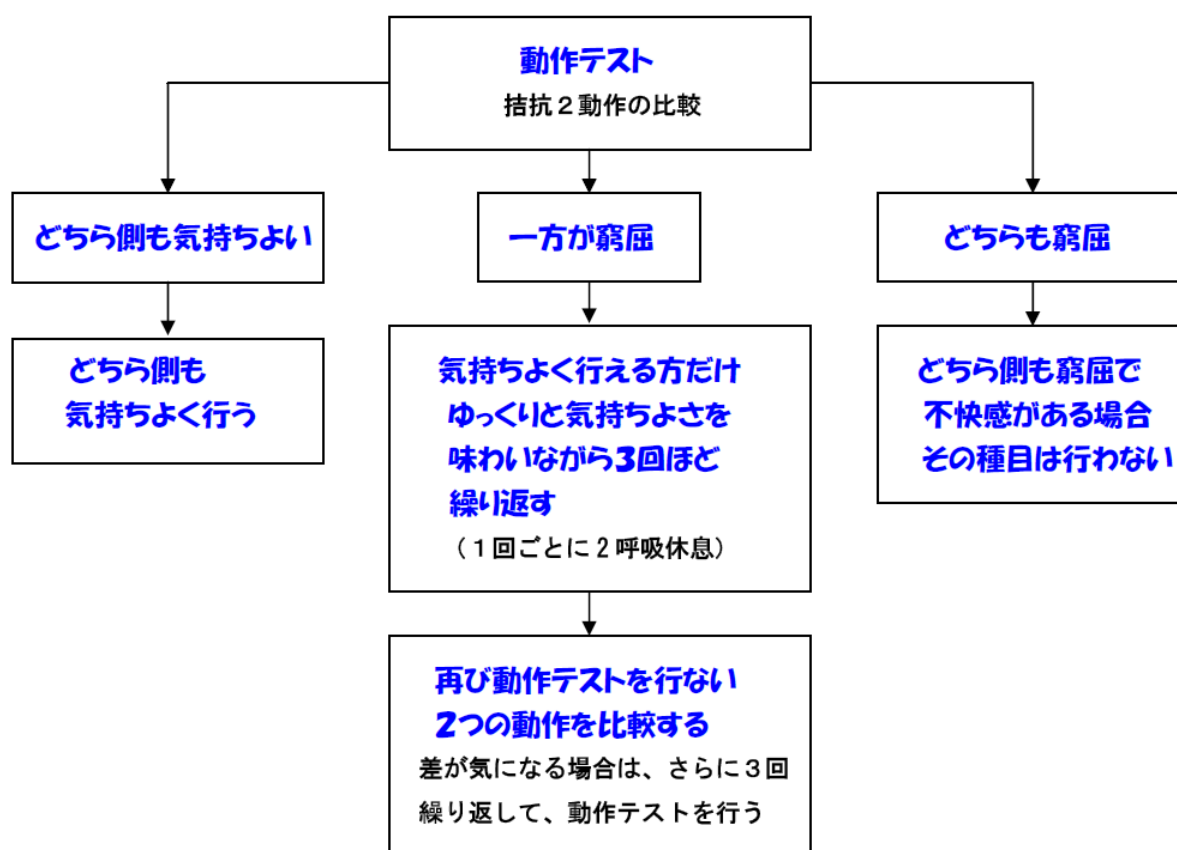 動作テスト
拮抗２動作の比較
どちら側も気持ちよい
一方が窮屈
どちらも窮屈
どちら側も
気持ちよく行う
気持ちよく行える方だけ
ゆっくりと気持ちよさを
味わいながら3回ほど
繰り返す
（１回ごとに２呼吸休息）
どちら側も窮屈で
不快感がある場合
その種目は行わない
再び動作テストを行ない
2つの動作を比較する
差が気になる場合は、さらに３回
繰り返して、動作テストを行う